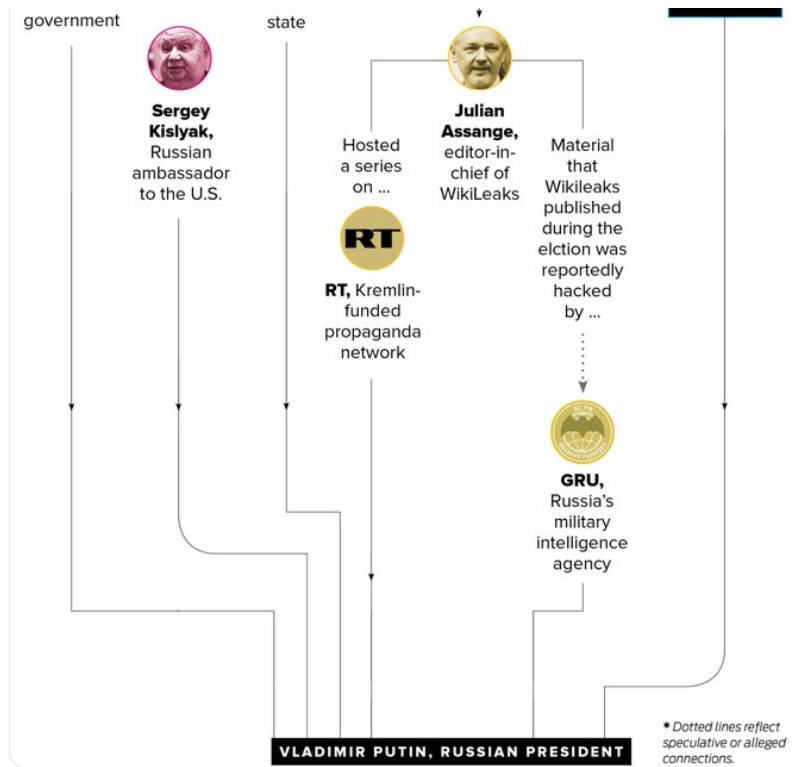 government
state
Sergey
Kislyak,
Russian
ambassador
to the U.S.
Julian
Assange,
editor-in-
chief of
WikiLeaks
Hosted
a series
on ...
RT
RT, Kremlin-
funded
propaganda
network
Material
that
Wikileaks
published
during the
elction was
reportedly
hacked
by ...
GRU,
Russia's
military
intelligence
agency
VLADIMIR PUTIN, RUSSIAN PRESIDENT
* Dotted lines reflect
speculative or alleged
connections.